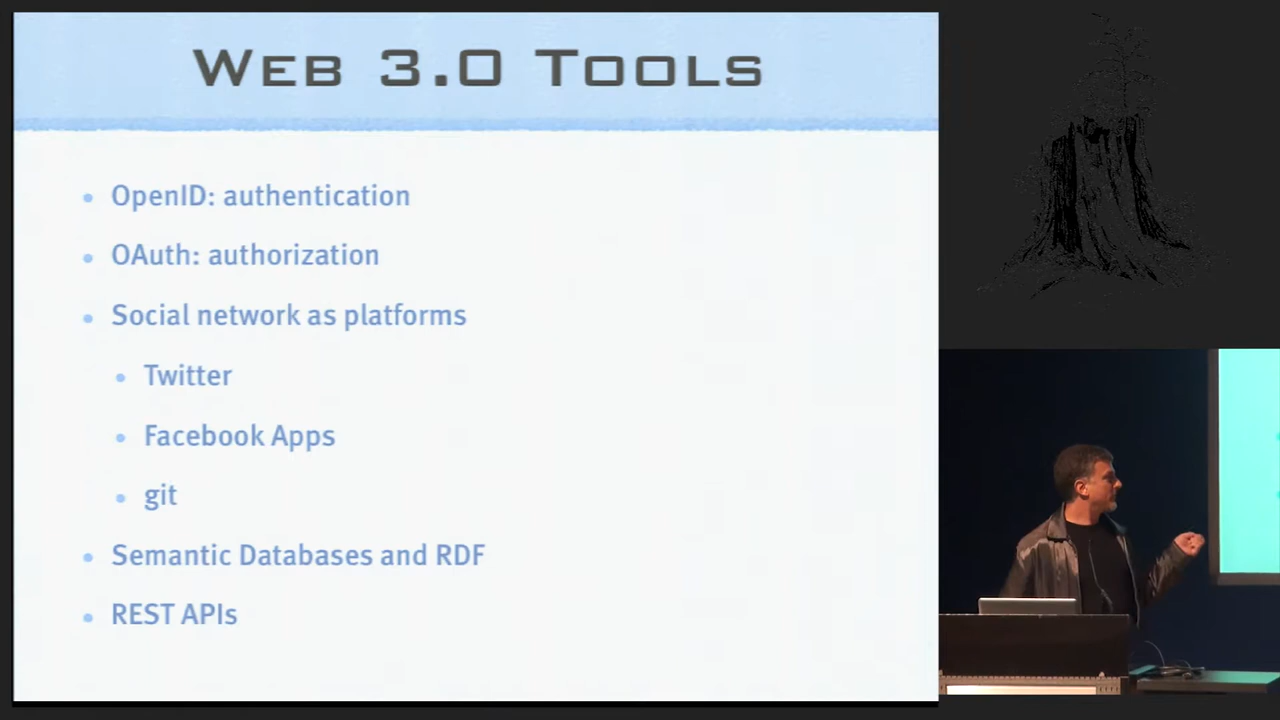 Web 3.0 Tools
OpenID: authentication
OAuth: authorization
Social network as platforms
Twitter
Facebook Apps
git
Semantic Databases and RDF
REST APIs